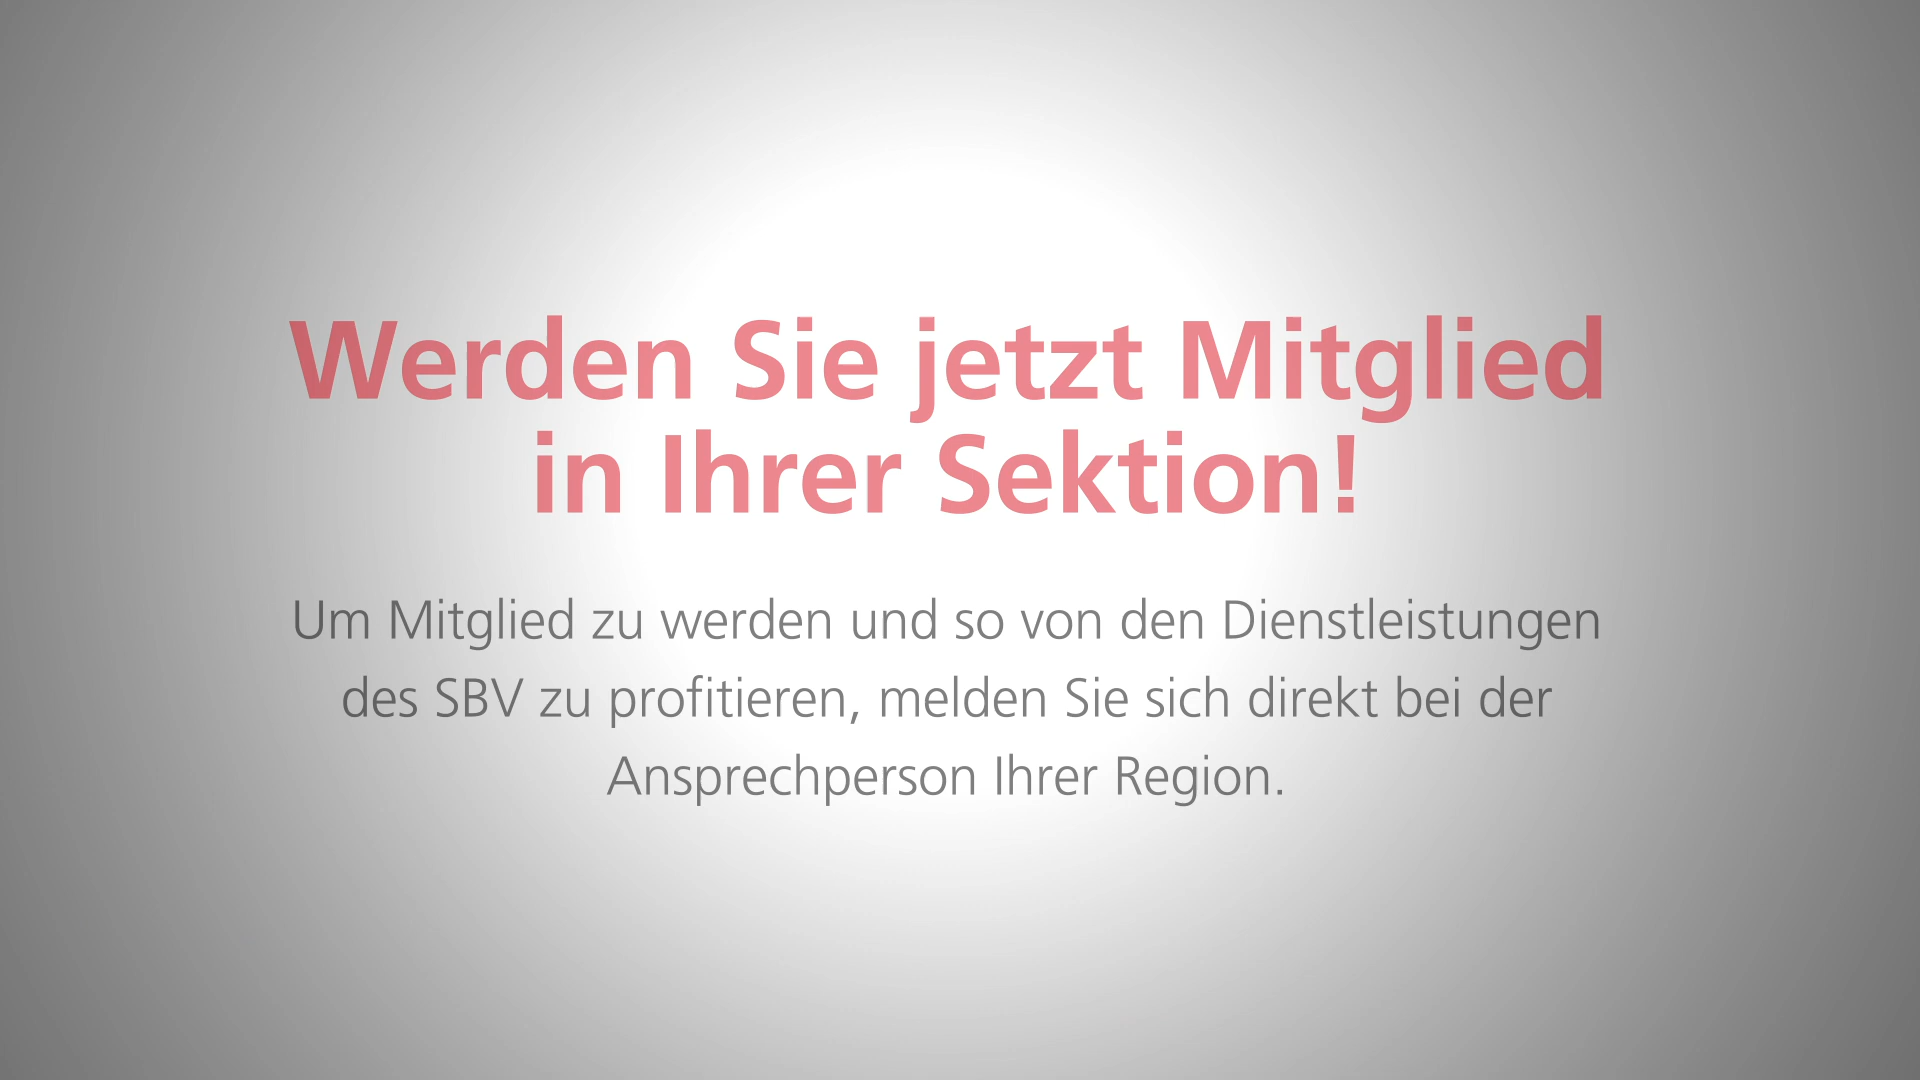 Werden Sie jetzt Mitglied
in Ihrer Sektion!
Um Mitglied zu werden und so von den Dienstleistungen
des SBV zu profitieren, melden Sie sich direkt bei der
Ansprechperson Ihrer Region.